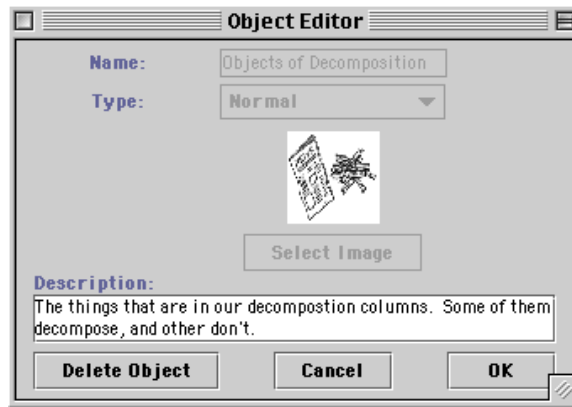 Object Editor
Name: Objects of Decomposition
Type: Normal
Select Image
Description:
The things that are in our decompostion columns. Some of them
decompose, and other don't.
Delete Object Cancel OK